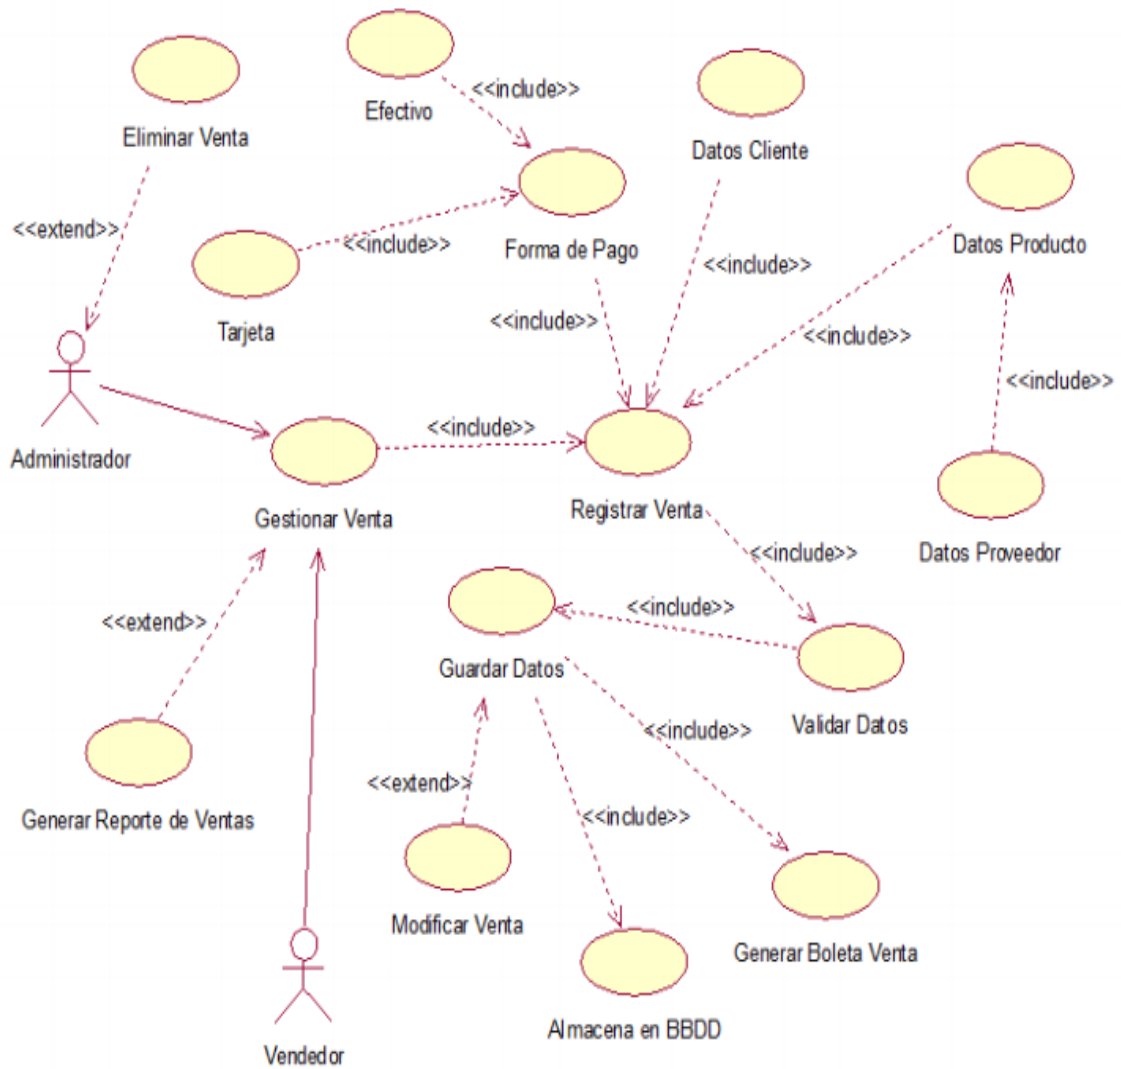 Efectivo
<<include>>
Eliminar Venta
Datos Cliente
<<extend>>
<<include>>
Forma de Pago
Datos Producto
Tarjeta
<<include>>
<<include>>
<<include>>
<<include>>
Administrador
<<include>>
Gestionar Venta
Registrar Venta
Datos Proveedor
<<include>>
<<extend>>
<<include>>
Guardar Datos
Validar Datos
<<include>>
<<extend>>
Generar Reporte de Ventas
<<include>>
Modificar Venta
Generar Boleta Venta
Almacena en BBDD
Vendedor